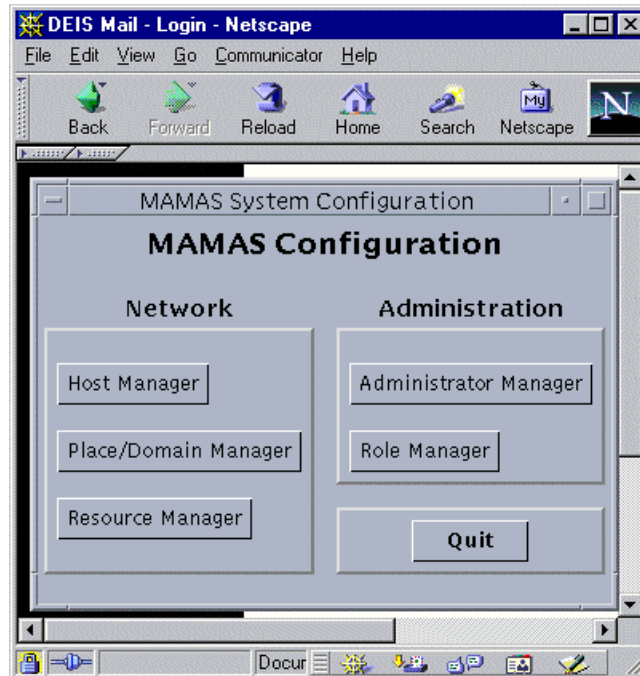 DEIS Mail - Login - Netscape
File Edit View Go Communicator Help
Back Forward Reload Home Search Netscape
My
N
MAMAS System Configuration
MAMAS Configuration
Network Administration
Host Manager Administrator Manager
Place/Domain Manager Role Manager
Resource Manager
Quit
Docur